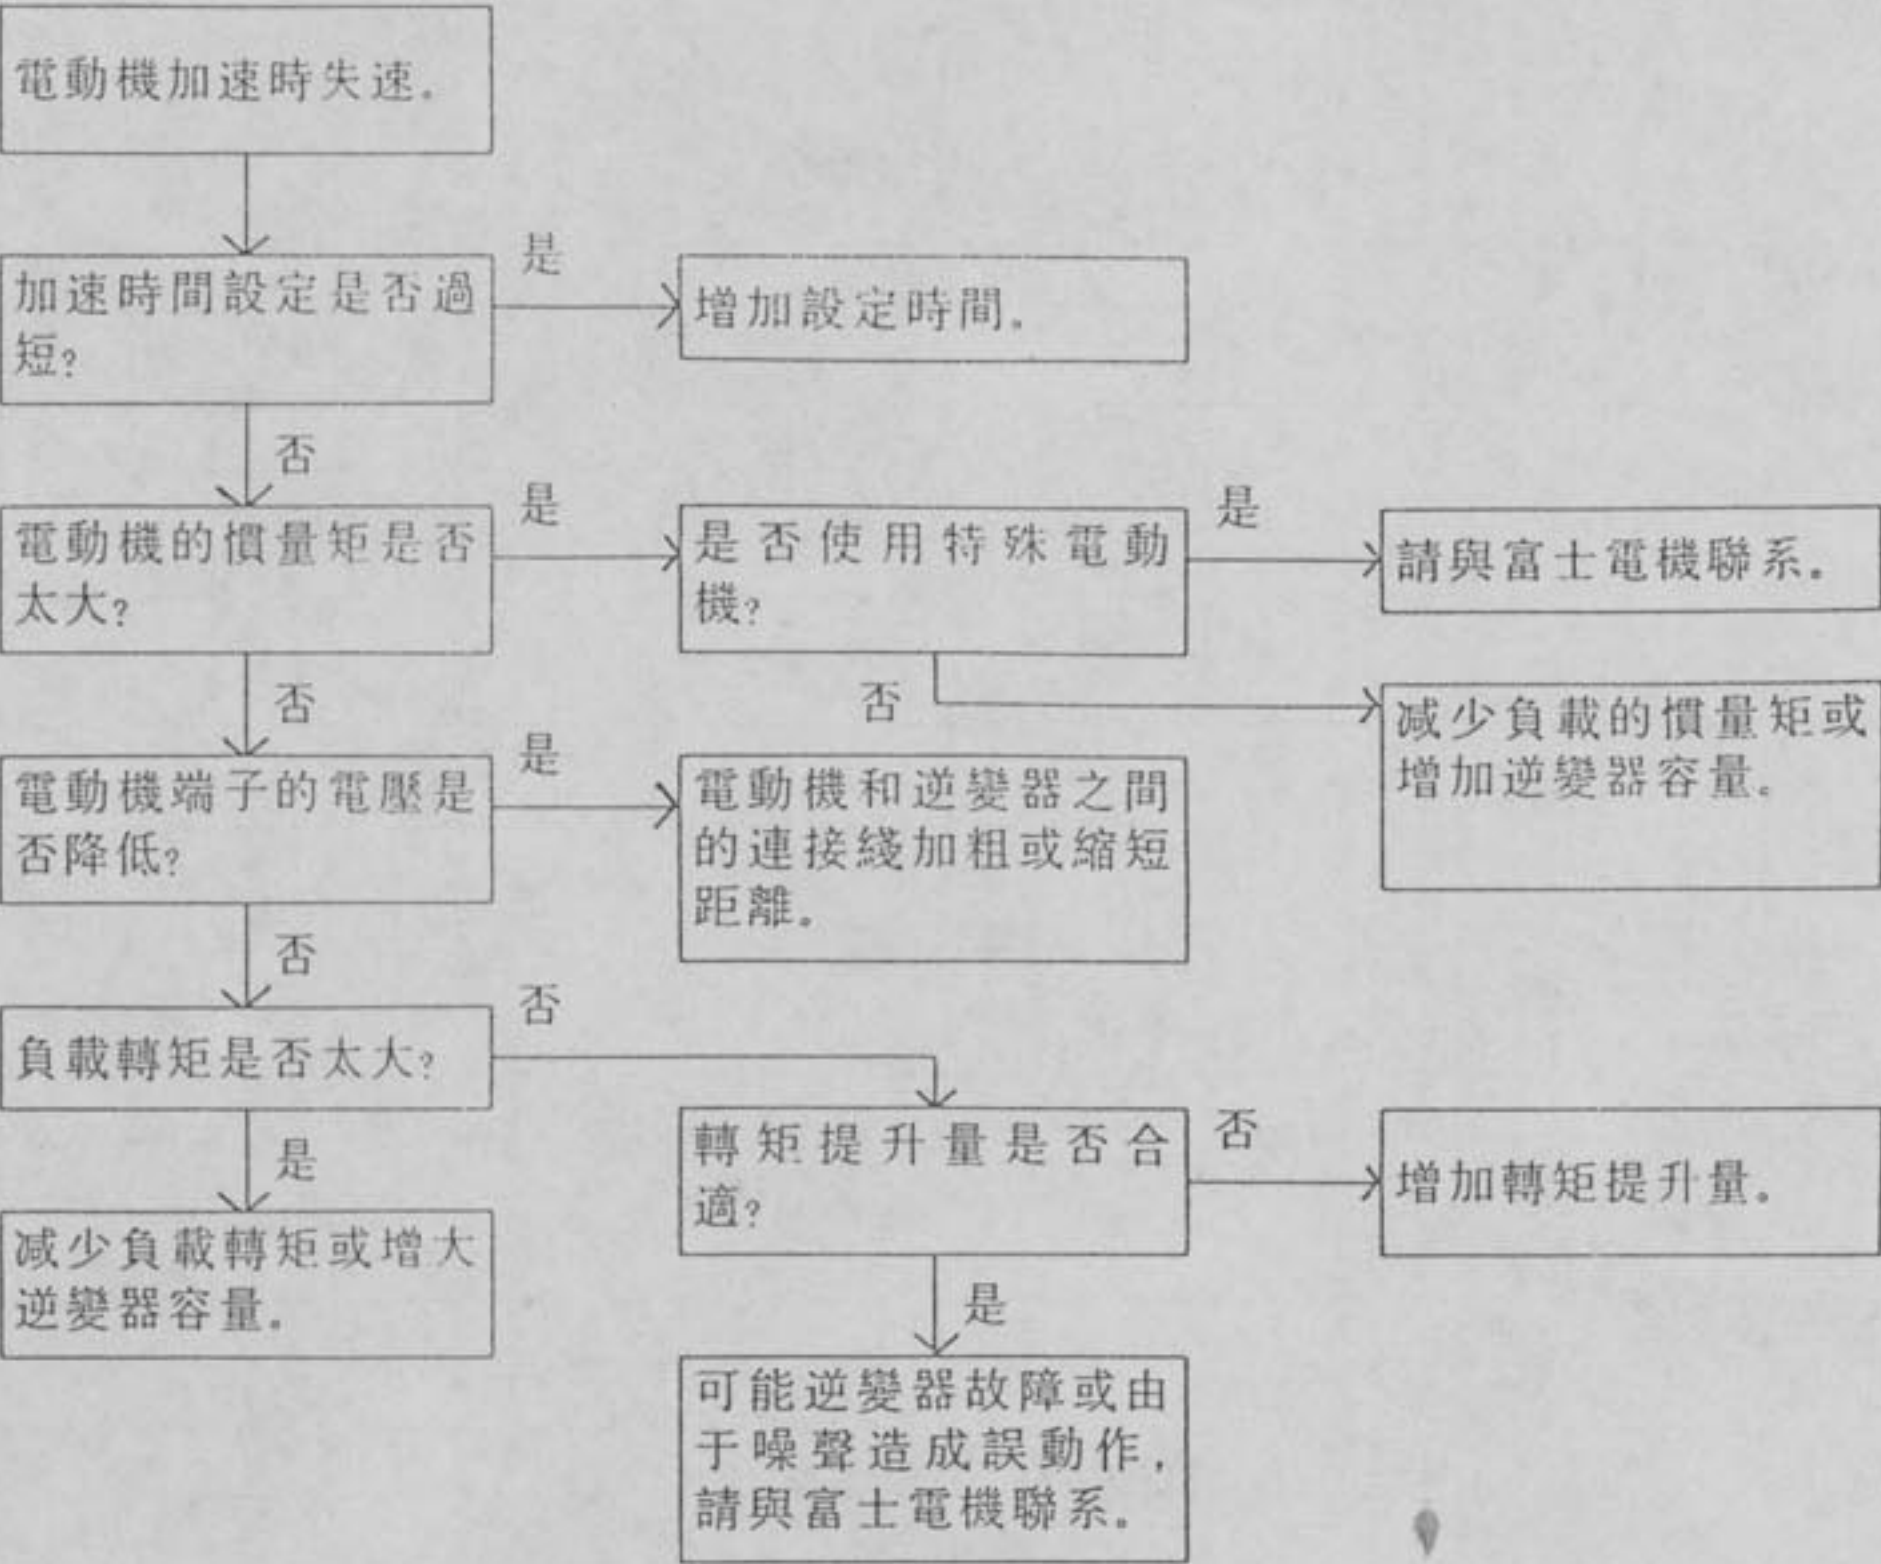 電動機加速時失速。
是
加速時間設定是否過
短?
增加設定時間。
否
是
是
電動機的慣量矩是否
太大?
是否使用特殊電動
機?
請與富士電機聯系。
否
否
减少負載的慣量矩或
增加逆變器容量。
是
電動機端子的電壓是
否降低?
電動機和逆變器之間
的連接綫加粗或縮短
距離。
否
否
負載轉矩是否太大?
轉矩提升量是否合
適?
否
增加轉矩提升量。
是
减少負載轉矩或增大
逆變器容量。
是
可能逆變器故障或由
于噪聲造成誤動作,
請與富士電機聯系。